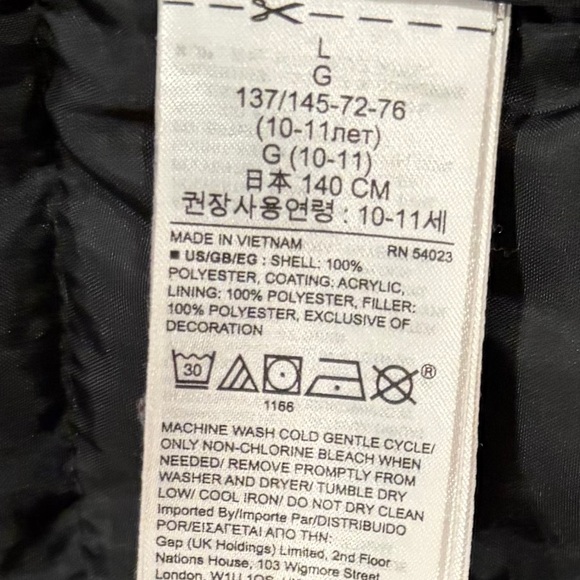 L
G
137/145-72-76
(10-11лет)
G (10-11)
日本 140 CM
권장사용연령 : 10-11세
MADE IN VIETNAM RN 54023
■ US/GB/EG : SHELL: 100%
POLYESTER, COATING: ACRYLIC,
LINING: 100% POLYESTER, FILLER:
100% POLYESTER, EXCLUSIVE OF
DECORATION
30
®
1166
MACHINE WASH COLD GENTLE CYCLE/
ONLY NON-CHLORINE BLEACH WHEN
NEEDED/ REMOVE PROMPTLY FROM
WASHER AND DRYER/ TUMBLE DRY
LOW/ COOL IRON/ DO NOT DRY CLEAN
Imported By/Importe Par/DISTRIBUIDO
POR/ΕΙΣΑΓΕΤΑΙ ΑΠΟ ΤΗΝ:
Gap (UK Holdings) Limited, 2nd Floor
Nations House, 103 Wigmore Street
London, W1U 1QS,